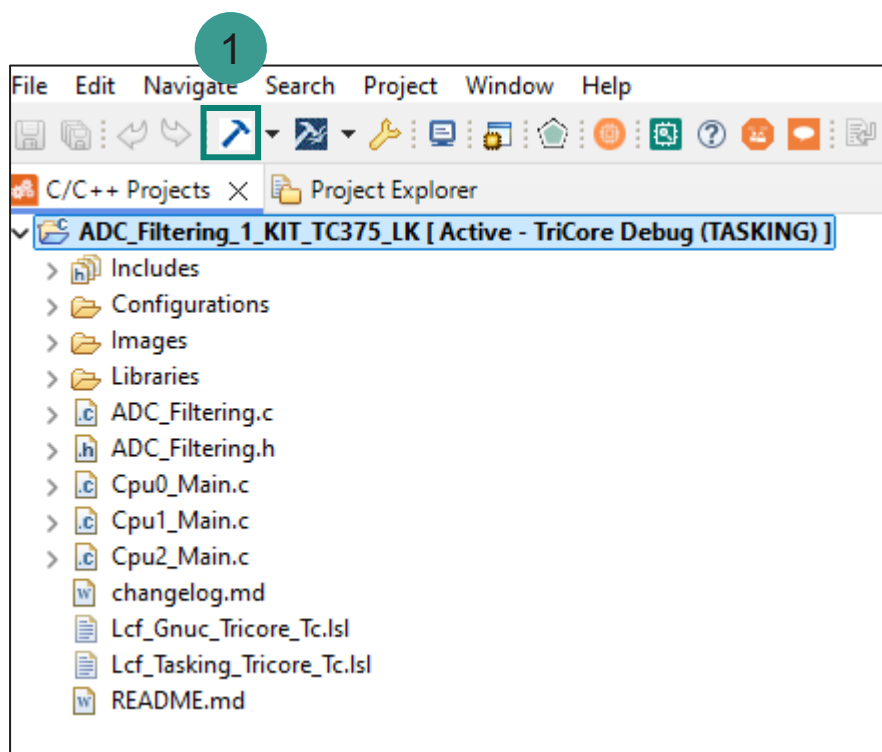 1
File Edit Navigate Search Project Window Help
C/C++ Projects Project Explorer
ADC_Filtering_1_KIT_TC375_LK [ Active - TriCore Debug (TASKING) ]
Includes
Configurations
Images
Libraries
.c ADC_Filtering.c
.h ADC_Filtering.h
.c Cpu0_Main.c
.c Cpu1_Main.c
.c Cpu2_Main.c
w changelog.md
Lcf_Gnuc_Tricore_Tc.lsl
Lcf_Tasking_Tricore_Tc.lsl
w README.md